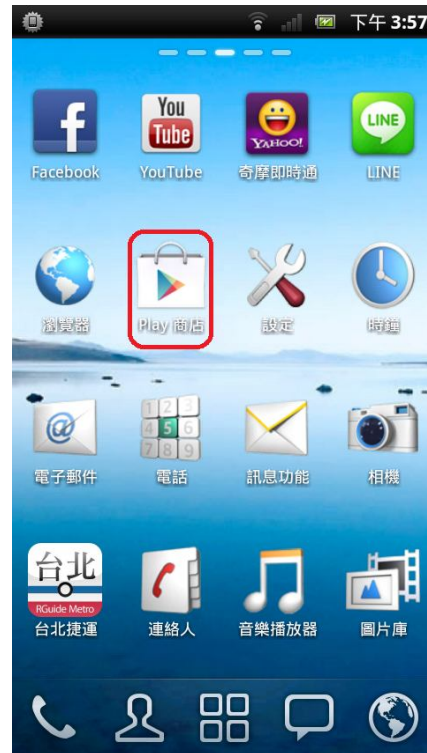 下午 3:57
Facebook
You
Tube
YouTube
YAHOO!
奇摩即時通
LINE
LINE
瀏覽器
Play 商店
設定
時鐘
@
電子郵件
1 2 3
4 5 6
7 8 9
電話
訊息功能
相機
台北
RGuide Metro
台北捷運
連絡人
音樂播放器
圖片庫